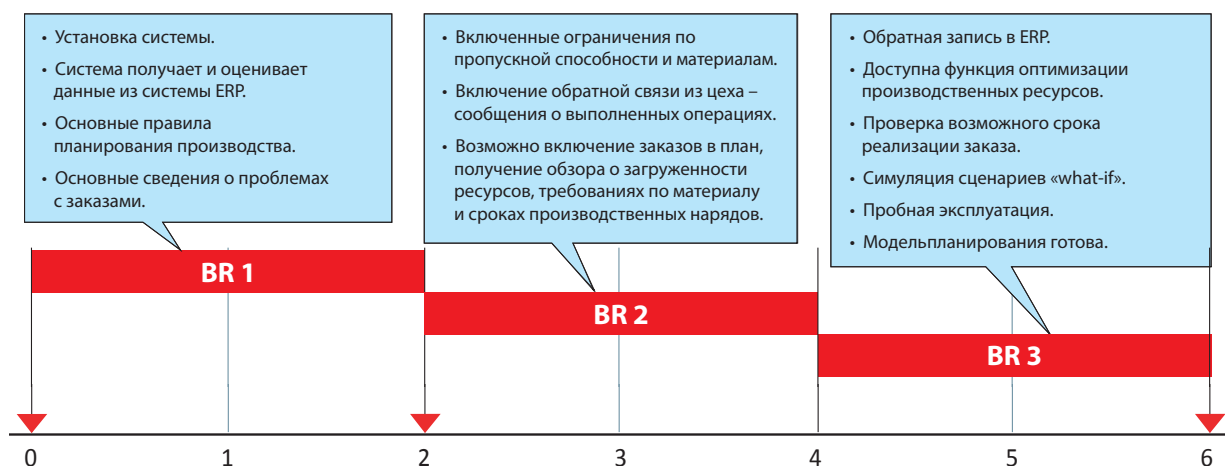 • Установка системы.
• Система получает и оценивает
данные из системы ERP.
• Основные правила
планирования производства.
• Основные сведения о проблемах
с заказами.
• Включенные ограничения по
пропускной способности и материалам.
• Включение обратной связи из цеха –
сообщения о выполненных операциях.
• Возможно включение заказов в план,
получение обзора о загруженности
ресурсов, требованиях по материалу
и сроках производственных нарядов.
• Обратная запись в ERP.
• Доступна функция оптимизации
производственных ресурсов.
• Проверка возможного срока
реализации заказа.
• Симуляция сценариев «what-if».
• Пробная эксплуатация.
• Модельпланирования готова.
BR 1
BR 2
BR 3
0 1 2 3 4 5 6